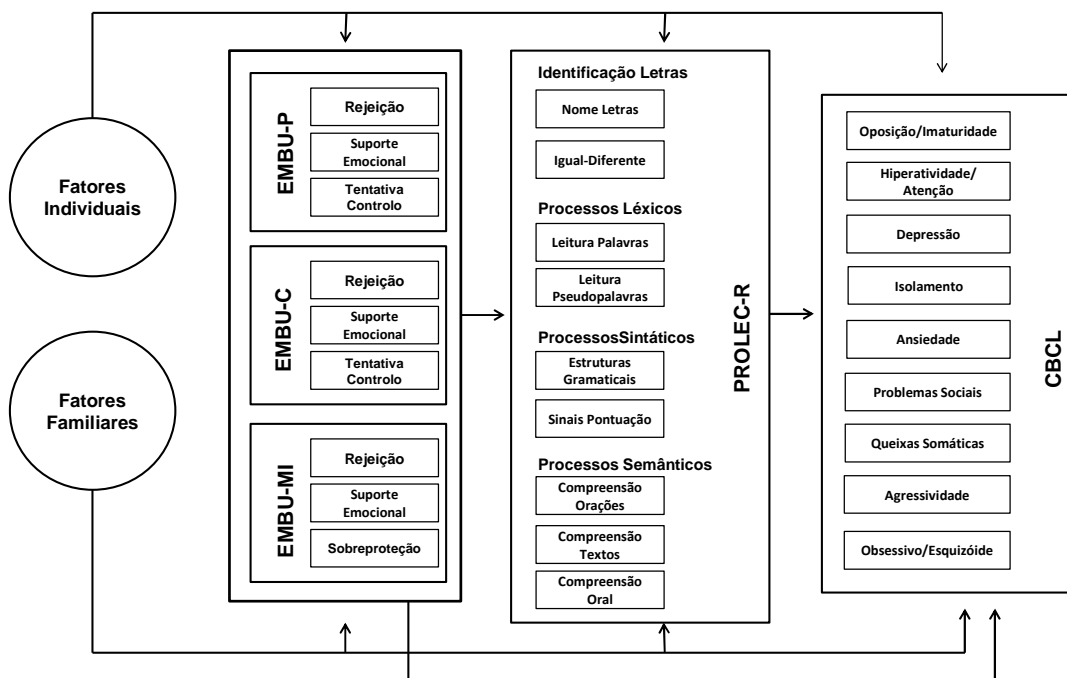 Fatores
Individuais
Fatores
Familiares
EMBU-P
Rejeição
Suporte
Emocional
Tentativa
Controlo
EMBU-C
Rejeição
Suporte
Emocional
Tentativa
Controlo
EMBU-MI
Rejeição
Suporte
Emocional
Sobreproteção
PROLEC-R
Identificação Letras
Nome Letras
Igual-Diferente
Processos Léxicos
Leitura Palavras
Leitura
Pseudopalavras
ProcessosSintáticos
Estruturas
Gramaticais
Sinais Pontuação
Processos Semânticos
Compreensão
Orações
Compreensão
Textos
Compreensão
Oral
CBCL
Oposição/Imaturidade
Hiperatividade/
Atenção
Depressão
Isolamento
Ansiedade
Problemas Sociais
Queixas Somáticas
Agressividade
Obsessivo/Esquizóide